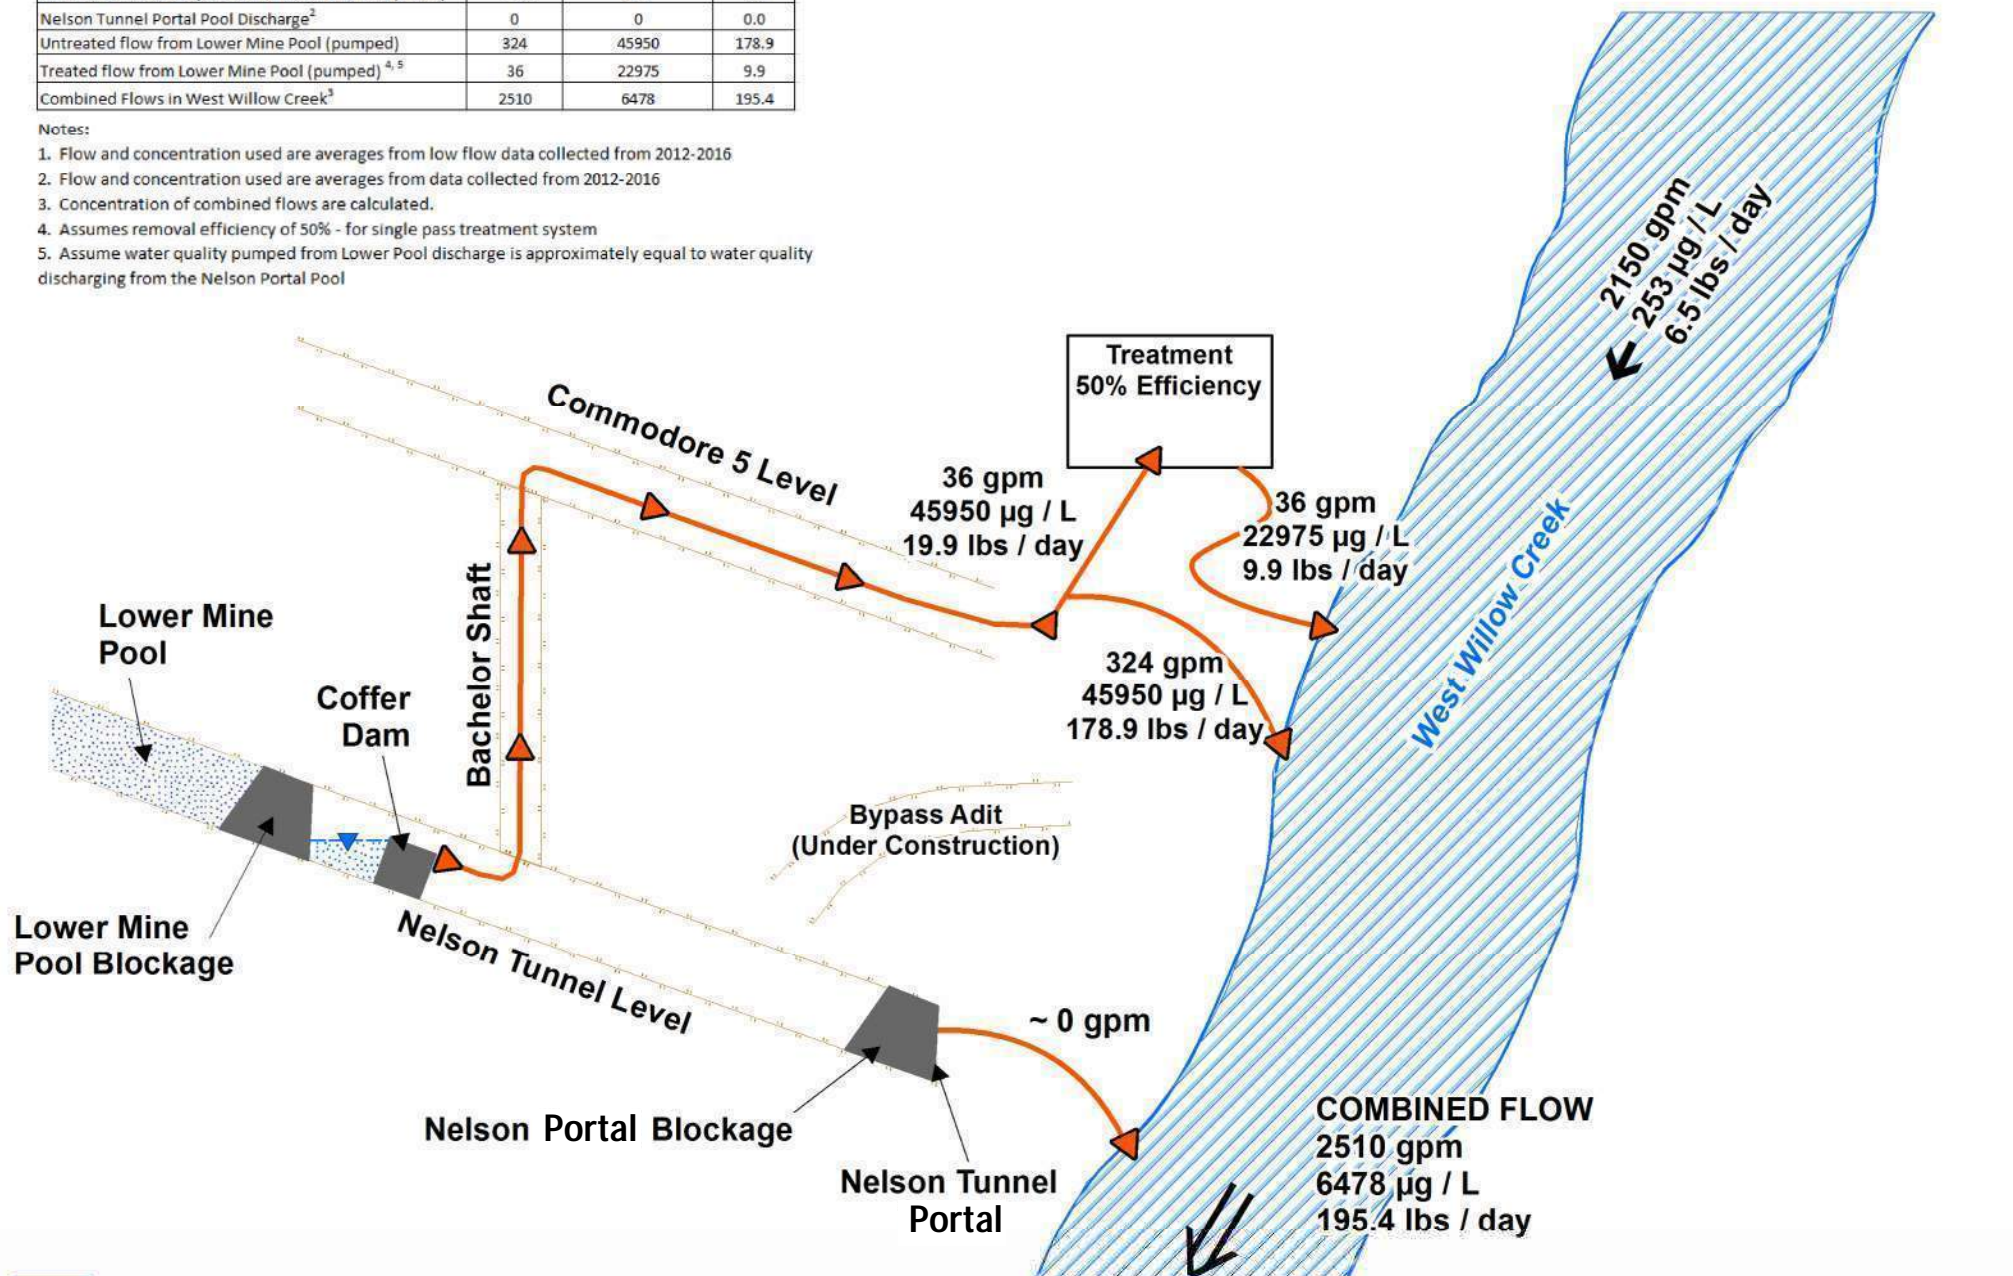 Nelson Tunnel Portal Pool Discharge2 0 0 0.0
Untreated flow from Lower Mine Pool (pumped) 324 45950 178.9
Treated flow from Lower Mine Pool (pumped) 4, 5 36 22975 9.9
Combined Flows in West Willow Creek3 2510 6478 195.4
Notes:
1. Flow and concentration used are averages from low flow data collected from 2012-2016
2. Flow and concentration used are averages from data collected from 2012-2016
3. Concentration of combined flows are calculated.
4. Assumes removal efficiency of 50% - for single pass treatment system
5. Assume water quality pumped from Lower Pool discharge is approximately equal to water quality
discharging from the Nelson Portal Pool
2150 gpm
253 µg / L
6.5 lbs / day
Treatment
50% Efficiency
Commodore 5 Level
36 gpm
45950 µg / L
19.9 lbs / day
36 gpm
22975 µg / L
9.9 lbs / day
West Willow Creek
Bachelor Shaft
Lower Mine
Pool
Coffer
Dam
324 gpm
45950 µg / L
178.9 lbs / day
Bypass Adit
(Under Construction)
Lower Mine
Pool Blockage
Nelson Tunnel Level
~ 0 gpm
Nelson Portal Blockage
Nelson Tunnel
Portal
COMBINED FLOW
2510 gpm
6478 µg / L
195.4 lbs / day